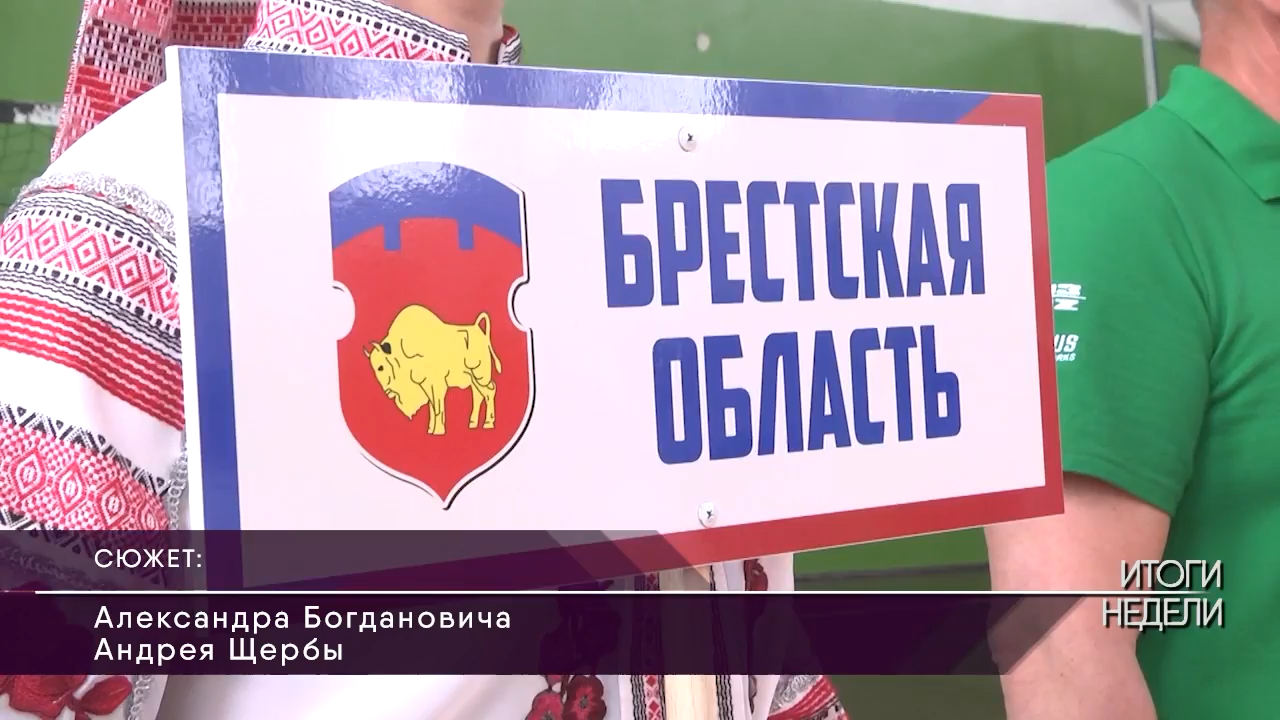 БРЕСТСКАЯ
ОБЛАСТЬ
СЮЖЕТ:
Александра Богдановича
Андрея Щербы
ИТОГИ
НЕДЕЛИ